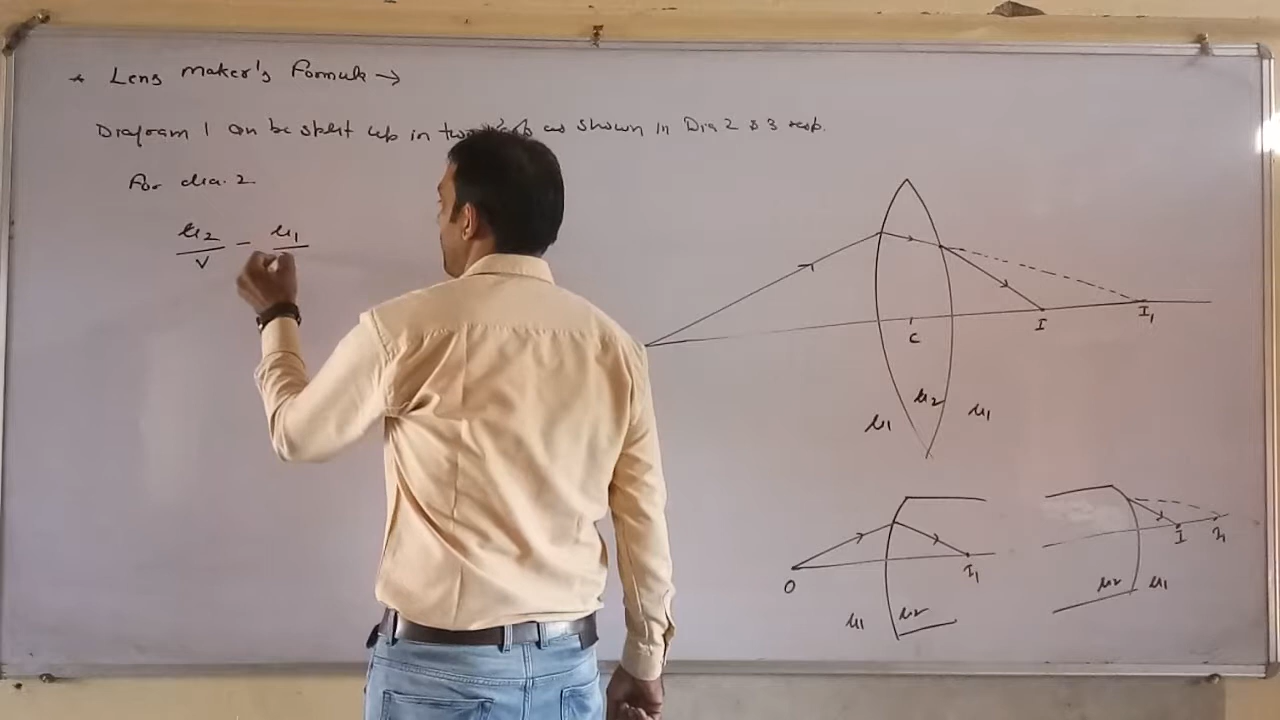 * Lens Maker's Formula →
Diagram 1 can be split up in two as shown in Dia 2 & 3 resp.
For dia. 2
μ2/v - μ1/
C I I1
μ1 μ2 μ1
O I1
μ1 μ2
I I1
μ2 μ1